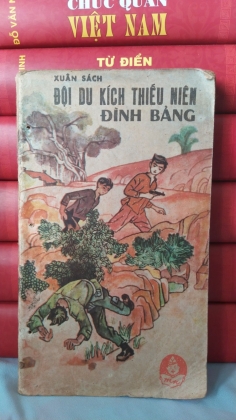 CHỨC QUAN
VIỆT NAM
ĐỖ VĂN
TỪ ĐIỂN
XUÂN SÁCH
ĐỘI DU KÍCH THIẾU NIÊN
ĐÌNH BẢNG